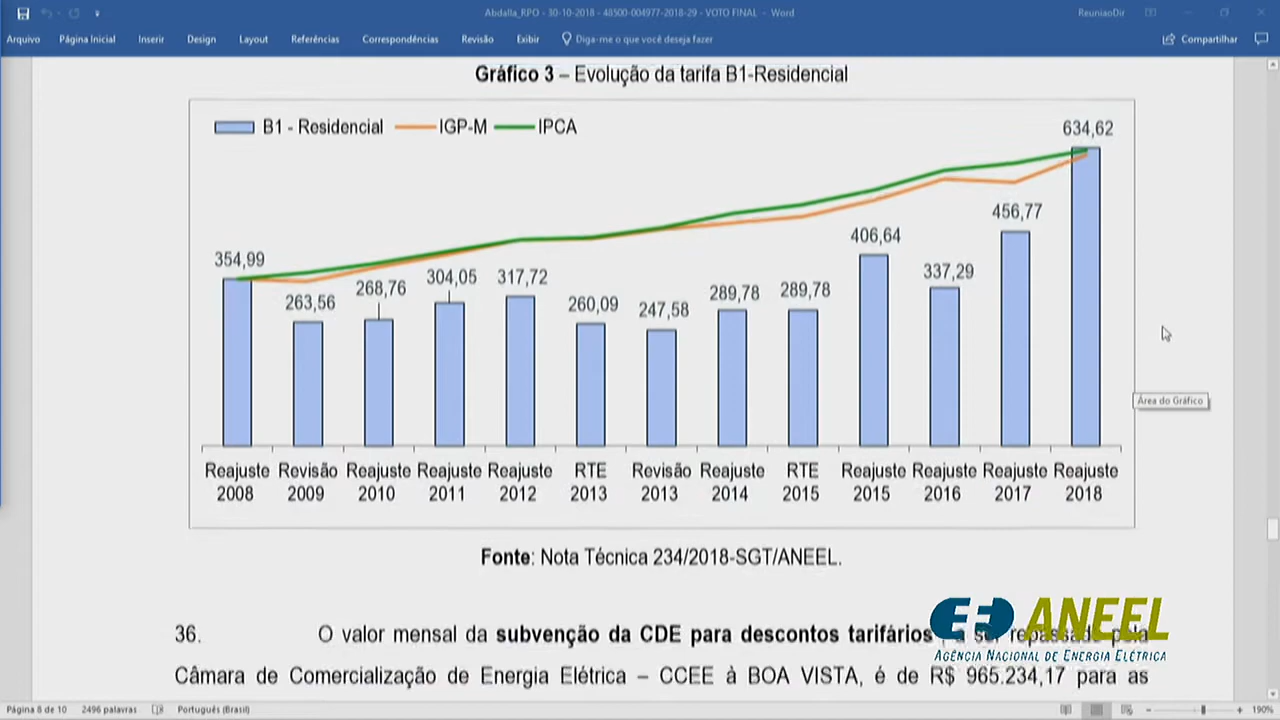 Abdalla_RPO - 30-10-2018 - 48500-004977-2018-29 - VOTO FINAL - Word
ReuniaoDir
Arquivo Página Inicial Inserir Design Layout Referências Correspondências Revisão Exibir Diga-me o que você deseja fazer
Compartilhar
Gráfico 3 – Evolução da tarifa B1-Residencial
B1 - Residencial IGP-M IPCA
634,62
456,77
406,64
354,99
337,29
304,05
317,72
268,76
263,56
260,09
247,58
289,78
289,78
Reajuste Revisão Reajuste Reajuste Reajuste RTE Revisão Reajuste RTE Reajuste Reajuste Reajuste Reajuste
2008 2009 2010 2011 2012 2013 2013 2014 2015 2015 2016 2017 2018
Área do Gráfico
Fonte: Nota Técnica 234/2018-SGT/ANEEL.
ANEEL
AGÊNCIA NACIONAL DE ENERGIA ELÉTRICA
36. O valor mensal da subvenção da CDE para descontos tarifários
Câmara de Comercialização de Energia Elétrica – CCEE à BOA VISTA, é de R$ 965.234,17 para as
Página 8 de 10 2496 palavras Português (Brasil)
190%